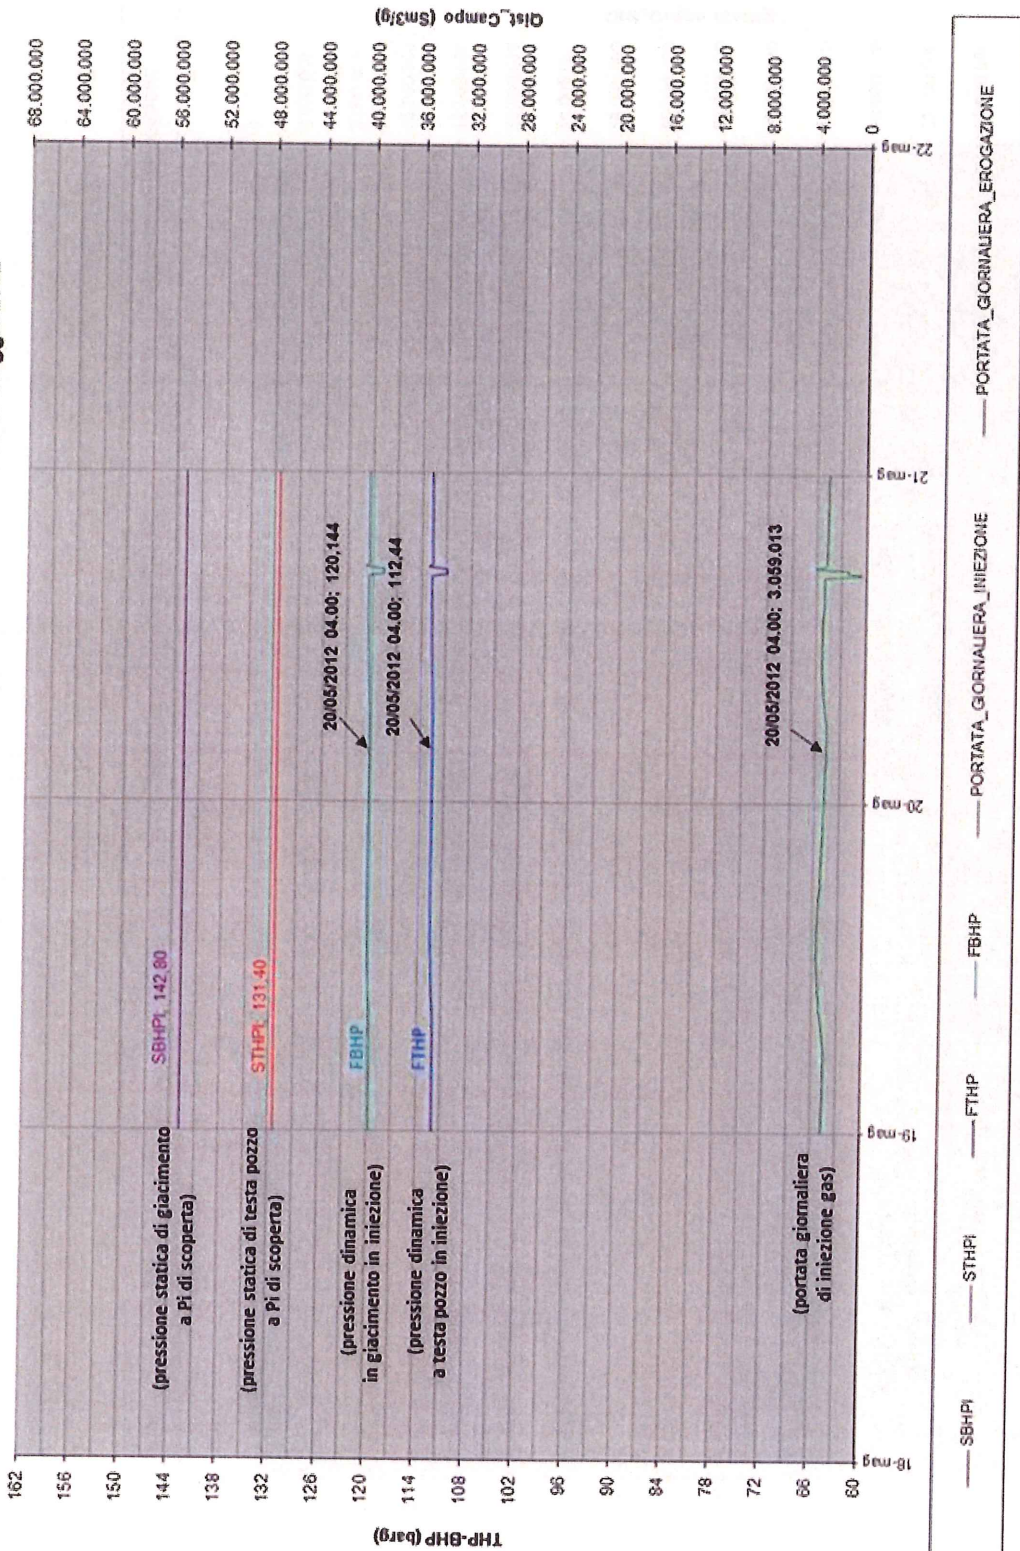 THP-BHP (barg)
162
156
150
144
138
132
126
120
114
108
102
96
90
84
78
72
66
60
Qist_Campo (Sm3/g)
68.000.000
64.000.000
60.000.000
56.000.000
52.000.000
48.000.000
44.000.000
40.000.000
36.000.000
32.000.000
28.000.000
24.000.000
20.000.000
16.000.000
12.000.000
8.000.000
4.000.000
0
(pressione statica di giacimento
a Pi di scoperta)
SBHPI, 142,80
(pressione statica di testa pozzo
a Pi di scoperta)
STHPI, 131,40
(pressione dinamica
in giacimento in iniezione)
FBHP
20/05/2012 04.00; 120,144
(pressione dinamica
a testa pozzo in iniezione)
FTHP
20/05/2012 04.00; 112,44
(portata giornaliera
di iniezione gas)
20/05/2012 04.00; 3.059.013
18-mag
19-mag
20-mag
21-mag
22-mag
SBHPI
STHPI
FTHP
FBHP
PORTATA_GIORNALIERA_INIEZIONE
PORTATA_GIORNALIERA_EROGAZIONE